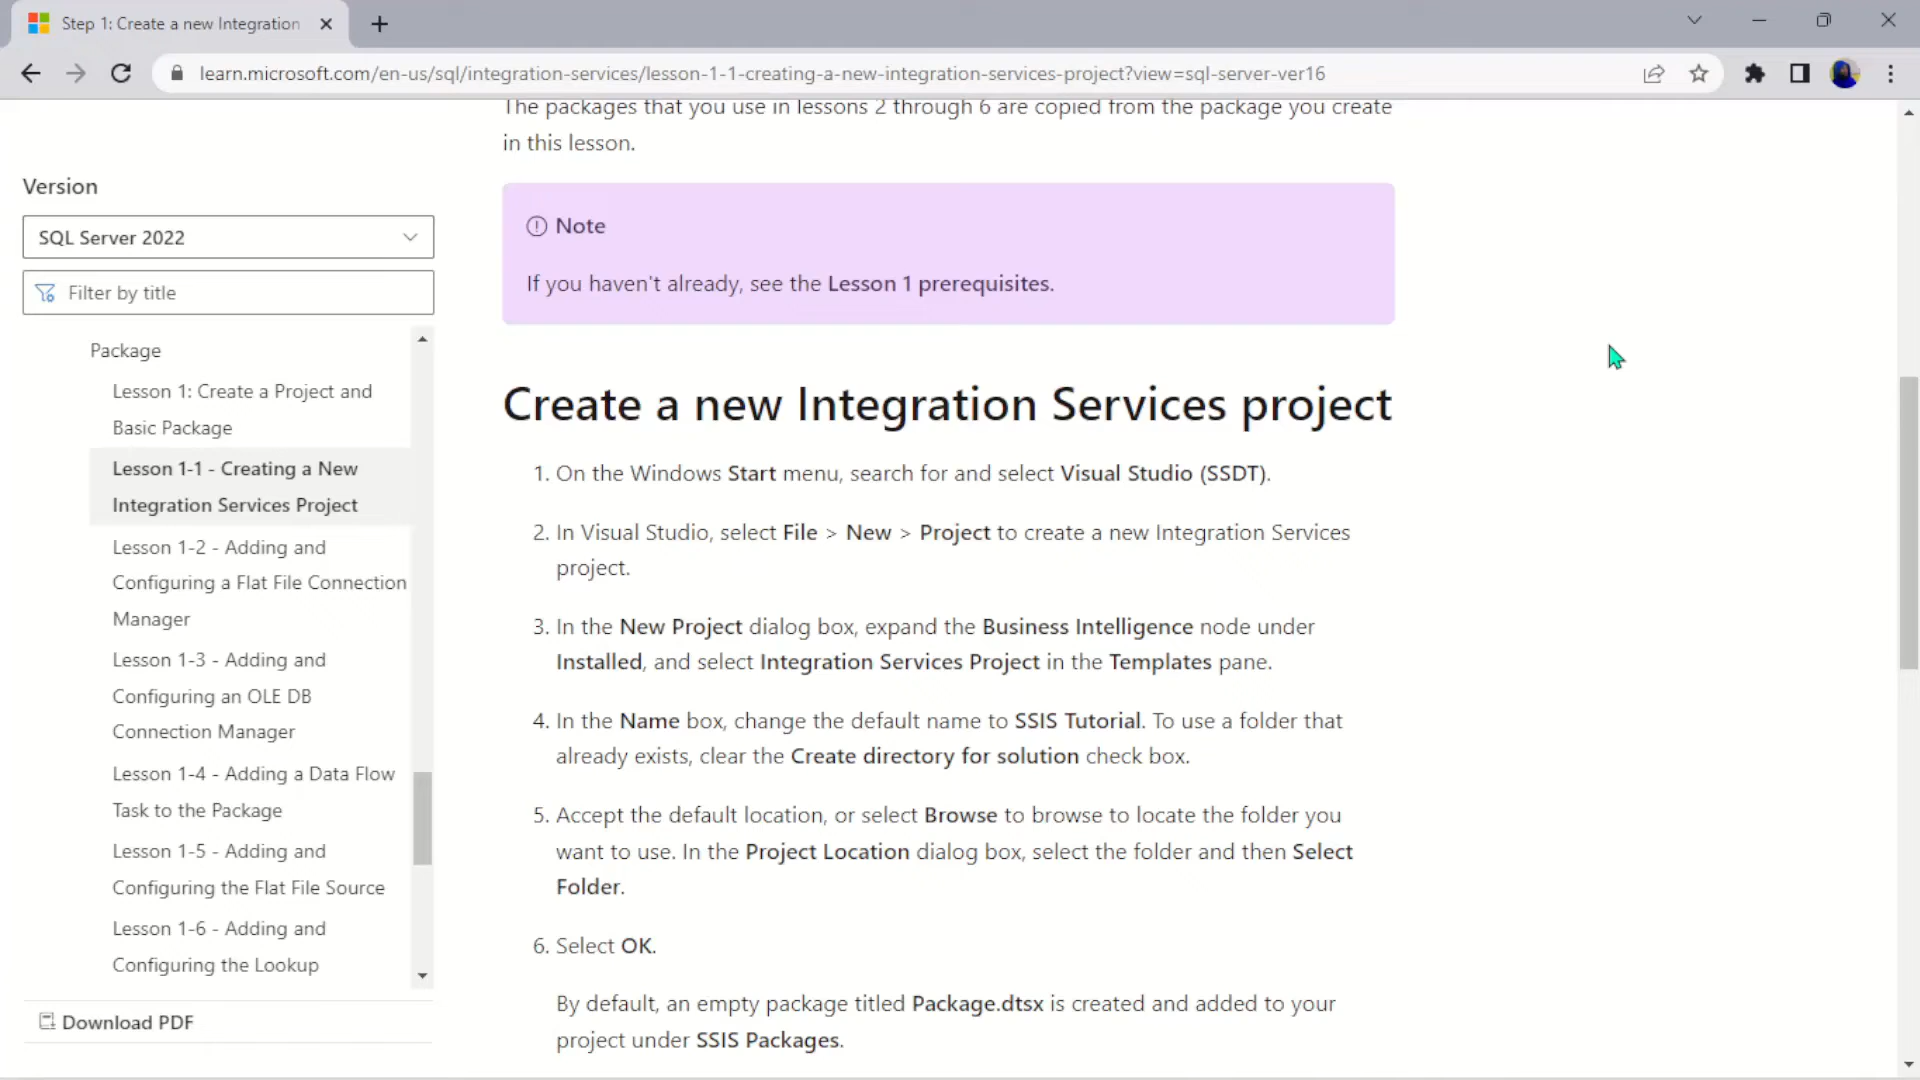 Step 1: Create a new Integration
learn.microsoft.com/en-us/sql/integration-services/lesson-1-1-creating-a-new-integration-services-project?view=sql-server-ver16
Version
SQL Server 2022
Filter by title
Package
Lesson 1: Create a Project and
Basic Package
Lesson 1-1 - Creating a New
Integration Services Project
Lesson 1-2 - Adding and
Configuring a Flat File Connection
Manager
Lesson 1-3 - Adding and
Configuring an OLE DB
Connection Manager
Lesson 1-4 - Adding a Data Flow
Task to the Package
Lesson 1-5 - Adding and
Configuring the Flat File Source
Lesson 1-6 - Adding and
Configuring the Lookup
Download PDF
The packages that you use in lessons 2 through 6 are copied from the package you create
in this lesson.
Note
If you haven't already, see the Lesson 1 prerequisites.
Create a new Integration Services project
1. On the Windows Start menu, search for and select Visual Studio (SSDT).
2. In Visual Studio, select File > New > Project to create a new Integration Services
project.
3. In the New Project dialog box, expand the Business Intelligence node under
Installed, and select Integration Services Project in the Templates pane.
4. In the Name box, change the default name to SSIS Tutorial. To use a folder that
already exists, clear the Create directory for solution check box.
5. Accept the default location, or select Browse to browse to locate the folder you
want to use. In the Project Location dialog box, select the folder and then Select
Folder.
6. Select OK.
By default, an empty package titled Package.dtsx is created and added to your
project under SSIS Packages.